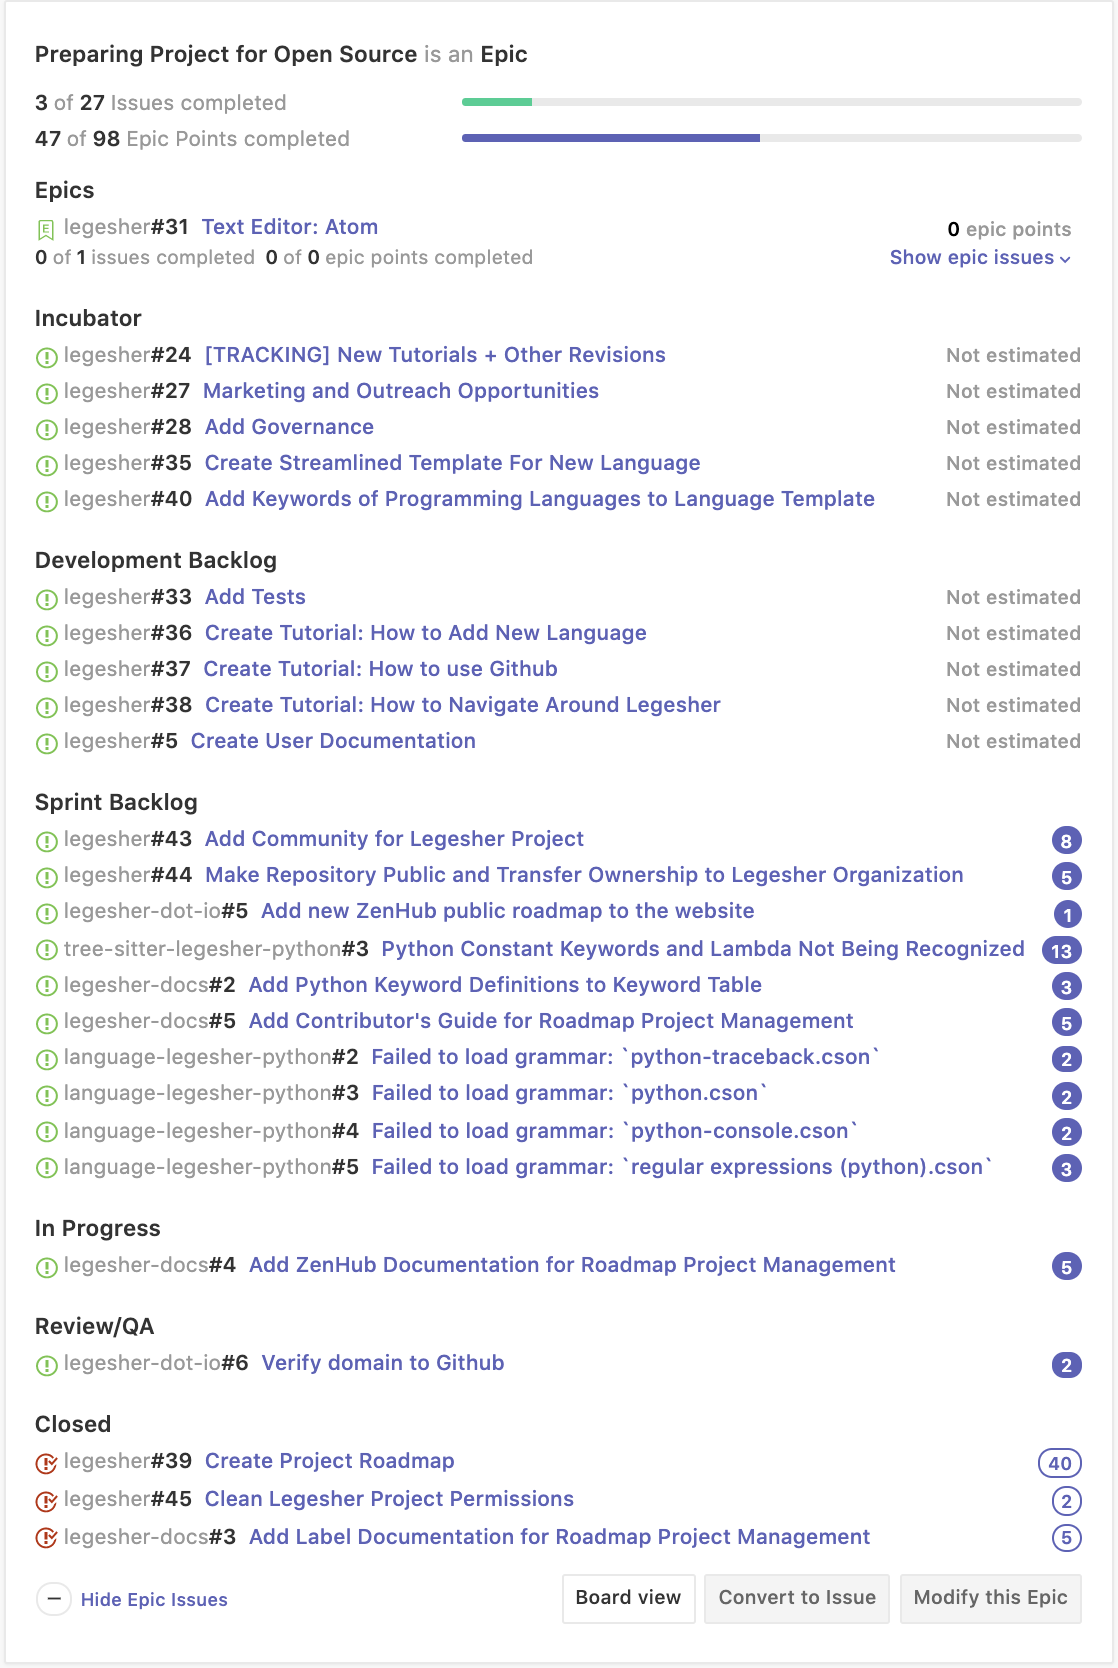 Preparing Project for Open Source is an Epic
3 of 27 Issues completed
47 of 98 Epic Points completed
Epics
E legesher#31 Text Editor: Atom 0 epic points
0 of 1 issues completed 0 of 0 epic points completed Show epic issues
Incubator
legesher#24 [TRACKING] New Tutorials + Other Revisions Not estimated
legesher#27 Marketing and Outreach Opportunities Not estimated
legesher#28 Add Governance Not estimated
legesher#35 Create Streamlined Template For New Language Not estimated
legesher#40 Add Keywords of Programming Languages to Language Template Not estimated
Development Backlog
legesher#33 Add Tests Not estimated
legesher#36 Create Tutorial: How to Add New Language Not estimated
legesher#37 Create Tutorial: How to use Github Not estimated
legesher#38 Create Tutorial: How to Navigate Around Legesher Not estimated
legesher#5 Create User Documentation Not estimated
Sprint Backlog
legesher#43 Add Community for Legesher Project 8
legesher#44 Make Repository Public and Transfer Ownership to Legesher Organization 5
legesher-dot-io#5 Add new ZenHub public roadmap to the website 1
tree-sitter-legesher-python#3 Python Constant Keywords and Lambda Not Being Recognized 13
legesher-docs#2 Add Python Keyword Definitions to Keyword Table 3
legesher-docs#5 Add Contributor's Guide for Roadmap Project Management 5
language-legesher-python#2 Failed to load grammar: `python-traceback.cson` 2
language-legesher-python#3 Failed to load grammar: `python.cson` 2
language-legesher-python#4 Failed to load grammar: `python-console.cson` 2
language-legesher-python#5 Failed to load grammar: `regular expressions (python).cson` 3
In Progress
legesher-docs#4 Add ZenHub Documentation for Roadmap Project Management 5
Review/QA
legesher-dot-io#6 Verify domain to Github 2
Closed
legesher#39 Create Project Roadmap 40
legesher#45 Clean Legesher Project Permissions 2
legesher-docs#3 Add Label Documentation for Roadmap Project Management 5
Hide Epic Issues Board view Convert to Issue Modify this Epic